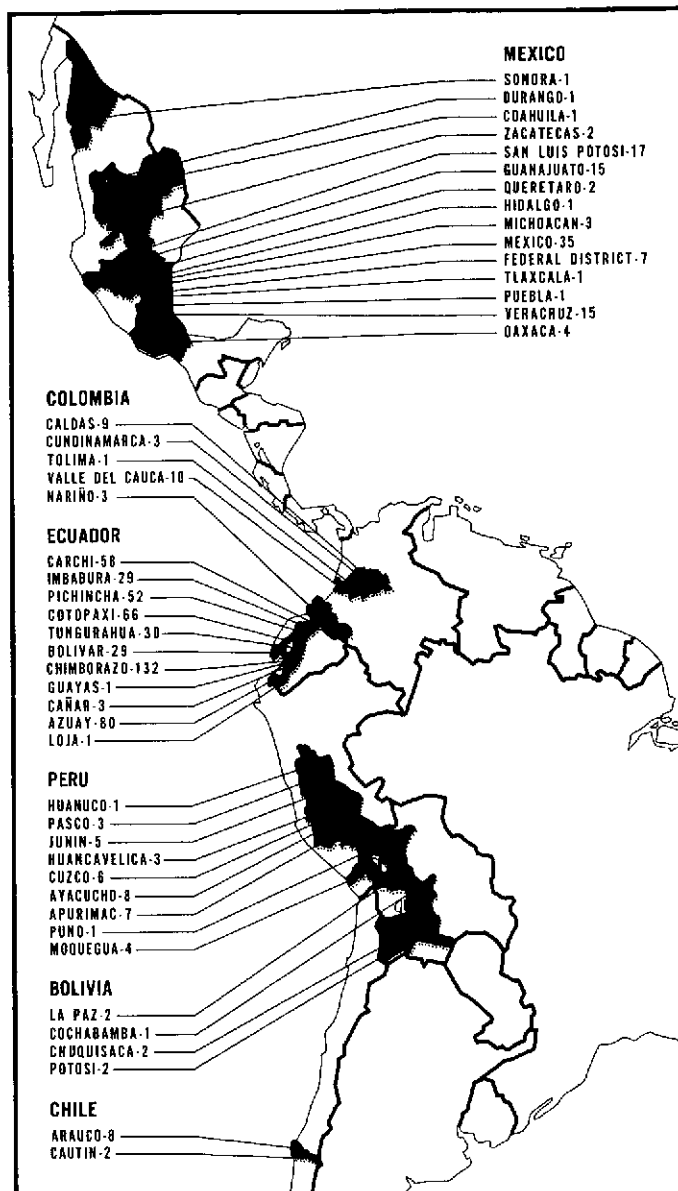 MEXICO
SONORA-1
DURANGO-1
COAHUILA-1
ZACATECAS-2
SAN LUIS POTOSI-17
GUANAJUATO-15
QUERETARO-2
HIDALGO-1
MICHOACAN-3
MEXICO-35
FEDERAL DISTRICT-7
TLAXCALA-1
PUEBLA-1
VERACRUZ-15
OAXACA-4
COLOMBIA
CALDAS-9
CUNDINAMARCA-3
TOLIMA-1
VALLE DEL CAUCA-10
NARIÑO-3
ECUADOR
CARCHI-58
IMBABURA-29
PICHINCHA-52
COTOPAXI-66
TUNGURAHUA-30
BOLIVAR-29
CHIMBORAZO-132
GUAYAS-1
CAÑAR-3
AZUAY-80
LOJA-1
PERU
HUANUCO-1
PASCO-3
JUNIN-5
HUANCAVELICA-3
CUZCO-6
AYACUCHO-8
APURIMAC-7
PUNO-1
MOQUEGUA-4
BOLIVIA
LA PAZ-2
COCHABAMBA-1
CHUQUISACA-2
POTOSI-2
CHILE
ARAUCO-8
CAUTIN-2